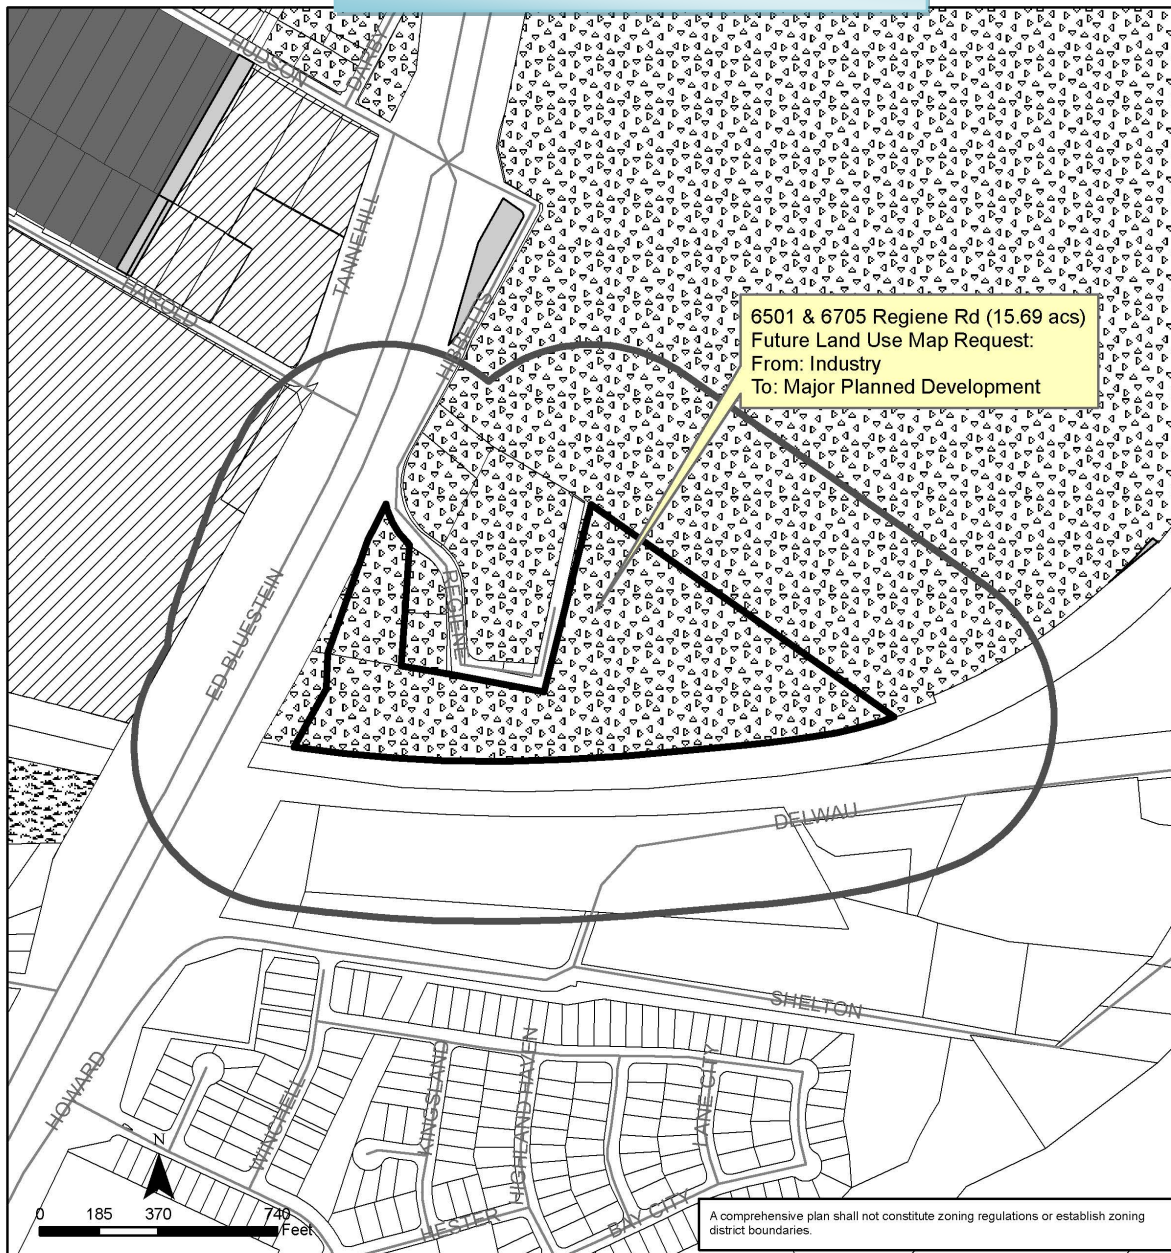 HUDSON
DARBY
TANNEHILL
HAROLD
HIBBETTS
6501 & 6705 Regiene Rd (15.69 acs)
Future Land Use Map Request:
From: Industry
To: Major Planned Development
REGIENE
ED BLUESTEIN
DELWAU
SHELTON
HOWARD
WINCHELL
KINGSLAND
HIGHLAND HAVEN
LANE CITY
HESTER
BAY CITY
N
0 185 370 740
Feet
A comprehensive plan shall not constitute zoning regulations or establish zoning
district boundaries.